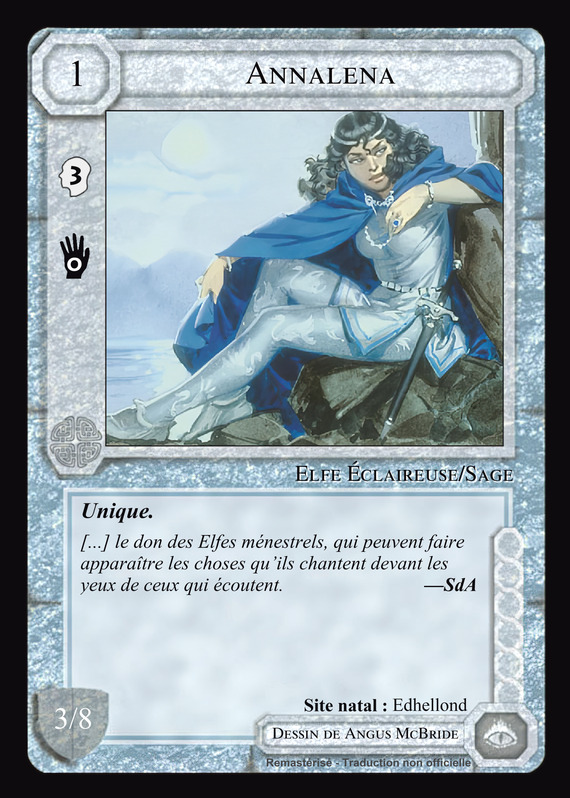 1
Annalena
3
Elfe Éclaireuse/Sage
Unique.
[...] le don des Elfes ménestrels, qui peuvent faire
apparaître les choses qu'ils chantent devant les
yeux de ceux qui écoutent. —SdA
Site natal : Edhellond
3/8
Dessin de Angus McBride
Remastérisé - Traduction non officielle